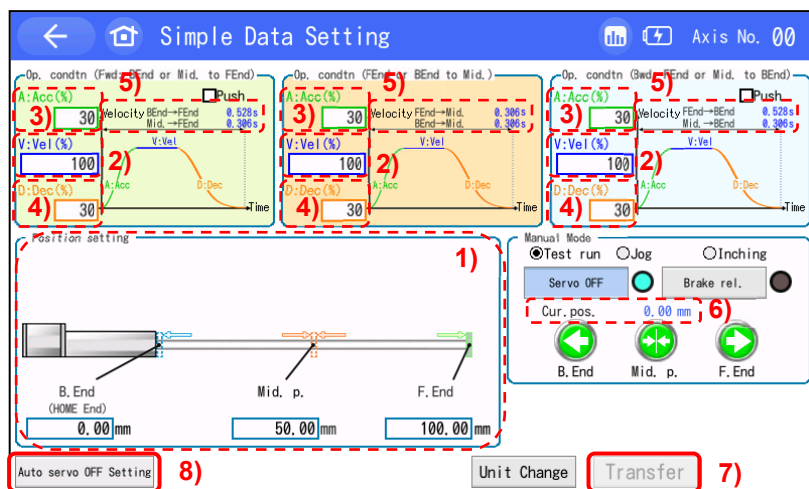 Simple Data Setting
Axis No. 00
Op. condtn (Fwd: BEnd or Mid. to FEnd)
5)
A:Acc(%)
Push
3) 30
Velocity BEnd→FEnd 0.528s
Mid. →FEnd 0.306s
V:Vel(%)
100
2)
V:Vel
A:Acc
D:Dec
D:Dec(%)
4) 30
Time
Op. condtn (FEnd or BEnd to Mid.)
5)
A:Acc(%)
3) 30
Velocity FEnd→Mid. 0.306s
BEnd→Mid. 0.306s
V:Vel(%)
100
2)
V:Vel
A:Acc
D:Dec
D:Dec(%)
4) 30
Time
Op. condtn (Bwd: FEnd or Mid. to BEnd)
5)
A:Acc(%)
Push
3) 30
Velocity FEnd→BEnd 0.528s
Mid. →BEnd 0.306s
V:Vel(%)
100
2)
V:Vel
A:Acc
D:Dec
D:Dec(%)
4) 30
Time
Position setting
1)
B.End
(HOME End)
0.00 mm
Mid. p.
50.00 mm
F.End
100.00 mm
Manual Mode
Test run Jog Inching
Servo OFF
Brake rel.
Cur.pos. 0.00 mm
6)
B.End Mid. p. F.End
Auto servo OFF Setting
8)
Unit Change
Transfer
7)